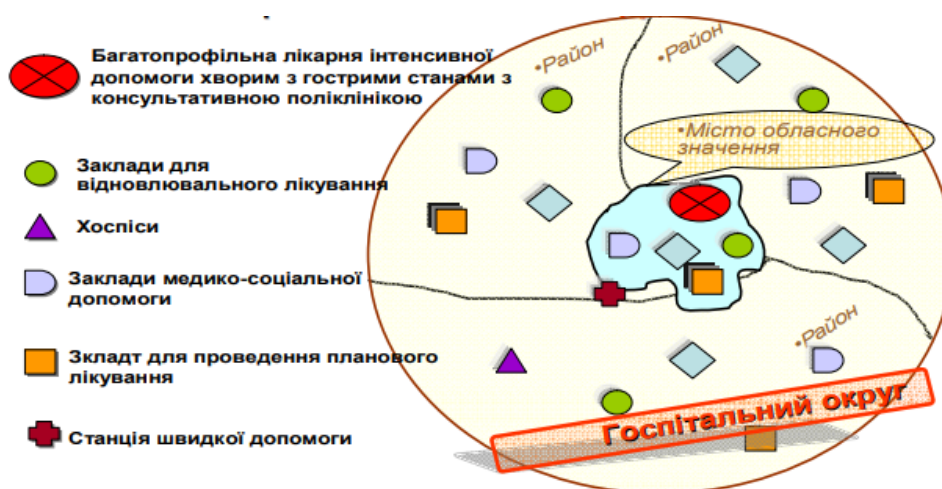 Багатопрофільна лікарня інтенсивної
допомоги хворим з гострими станами з
консультативною поліклінікою
Заклади для
відновлювального лікування
Хоспіси
Заклади медико-соціальної
допомоги
Зкладт для проведення планового
лікування
Станція швидкої допомоги
•Район
•Район
•Місто обласного
значення
•Район
Госпітальний округ